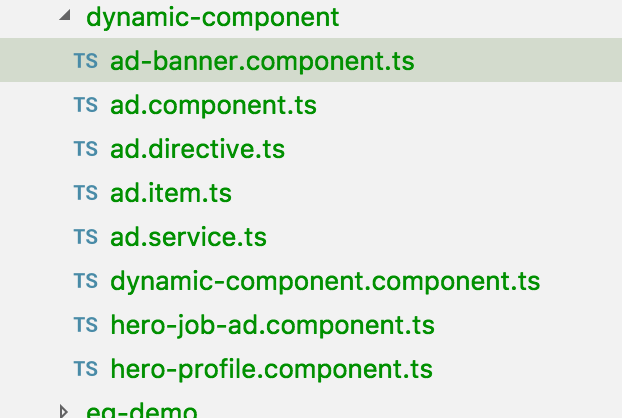 dynamic-component
TS ad-banner.component.ts
TS ad.component.ts
TS ad.directive.ts
TS ad.item.ts
TS ad.service.ts
TS dynamic-component.component.ts
TS hero-job-ad.component.ts
TS hero-profile.component.ts